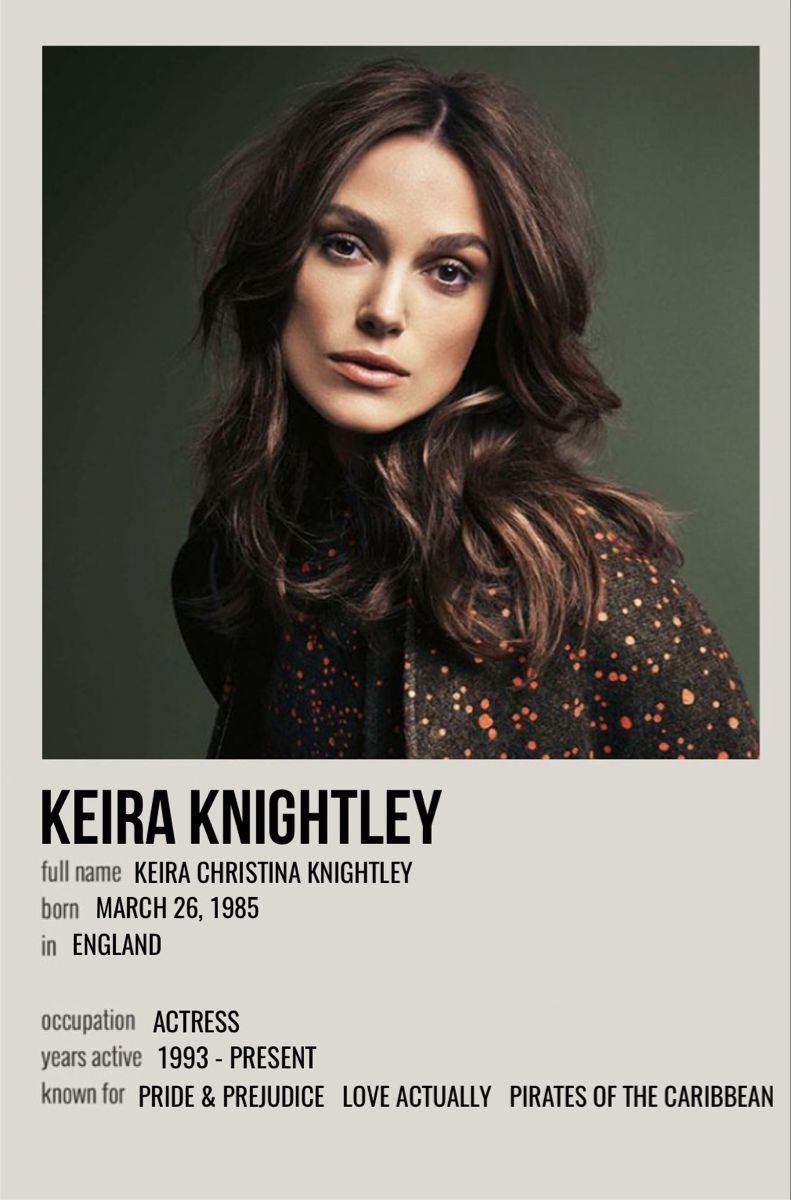 KEIRA KNIGHTLEY
full name KEIRA CHRISTINA KNIGHTLEY
born MARCH 26, 1985
in ENGLAND
occupation ACTRESS
years active 1993 - PRESENT
known for PRIDE & PREJUDICE LOVE ACTUALLY PIRATES OF THE CARIBBEAN